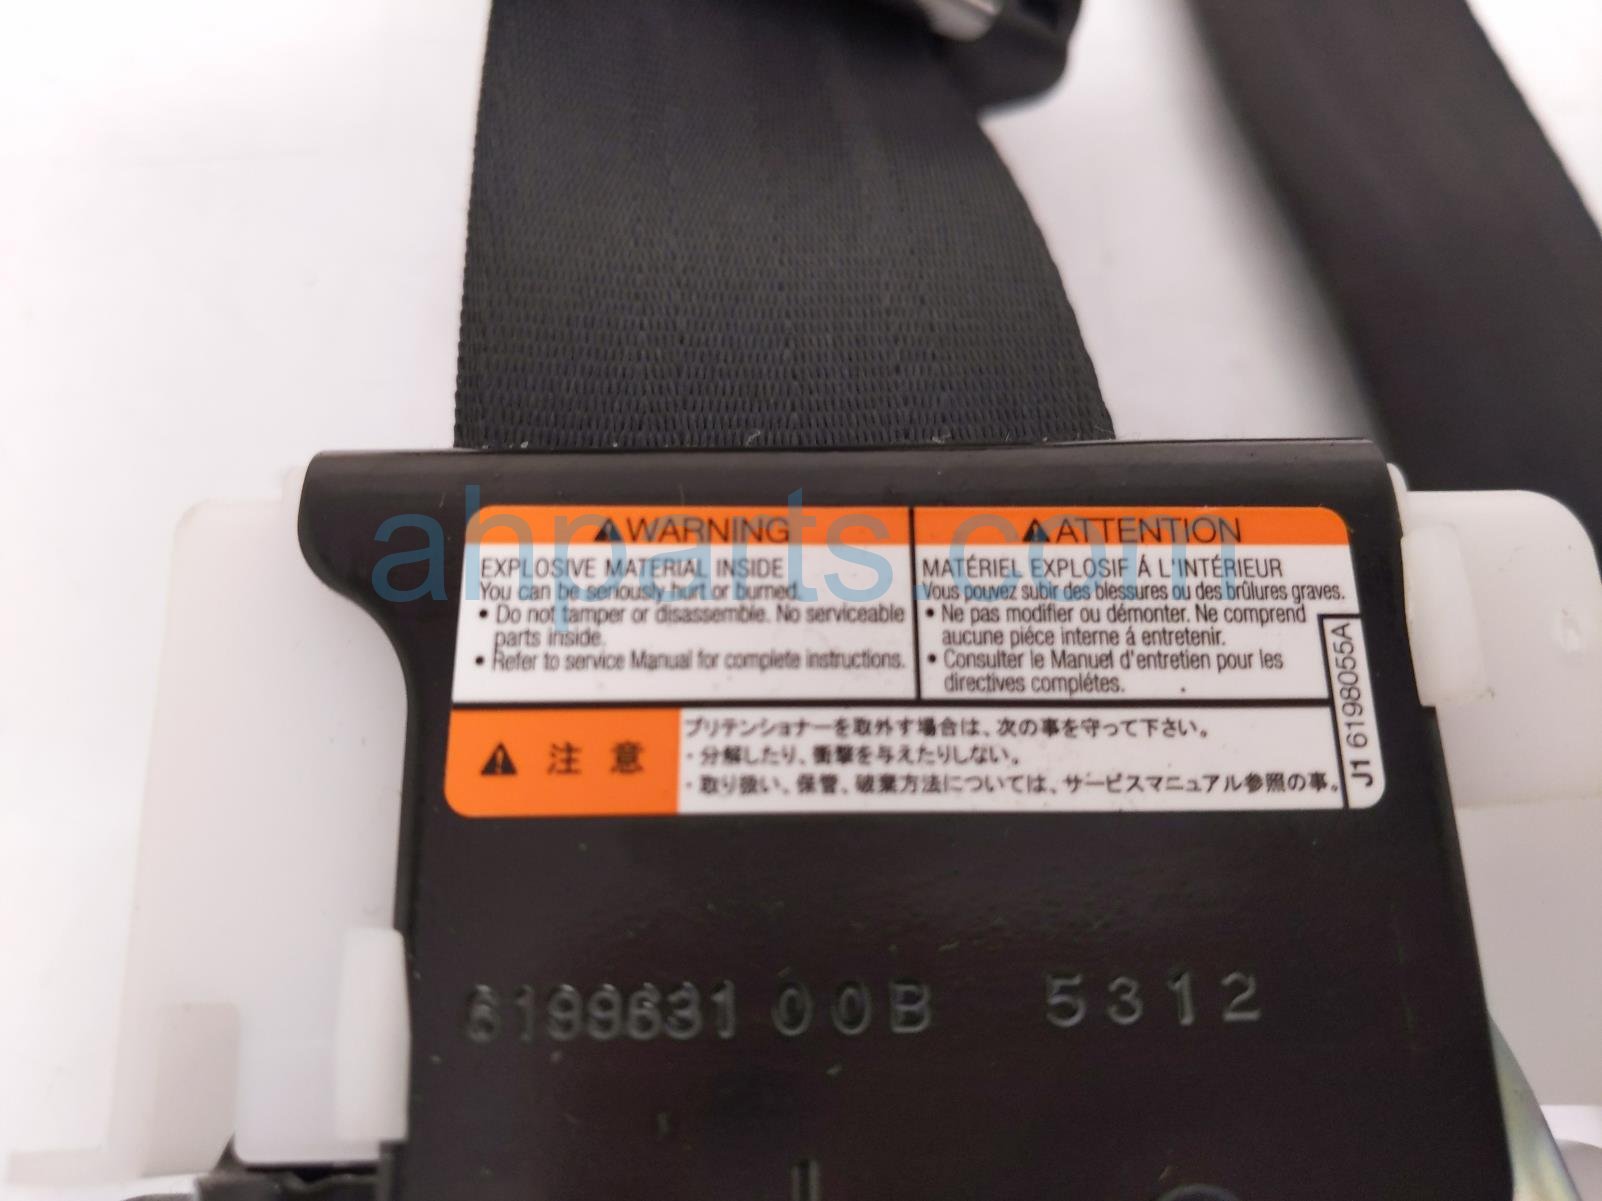 ⚠WARNING
EXPLOSIVE MATERIAL INSIDE
You can be seriously hurt or burned.
• Do not tamper or disassemble. No serviceable
parts inside.
• Refer to service Manual for complete instructions.
⚠ATTENTION
MATÉRIEL EXPLOSIF Á L'INTÉRIEUR
Vous pouvez subir des blessures ou des brûlures graves.
• Ne pas modifier ou démonter. Ne comprend
aucune piéce interne á entretenir.
• Consulter le Manuel d'entretien pour les
directives complétes.
J1 6198055A
⚠ 注意
プリテンショナーを取外す場合は、次の事を守って下さい。
・分解したり、衝撃を与えたりしない。
・取り扱い、保管、破棄方法については、サービスマニュアル参照の事。
6199631 00B 5312
ahparts.com